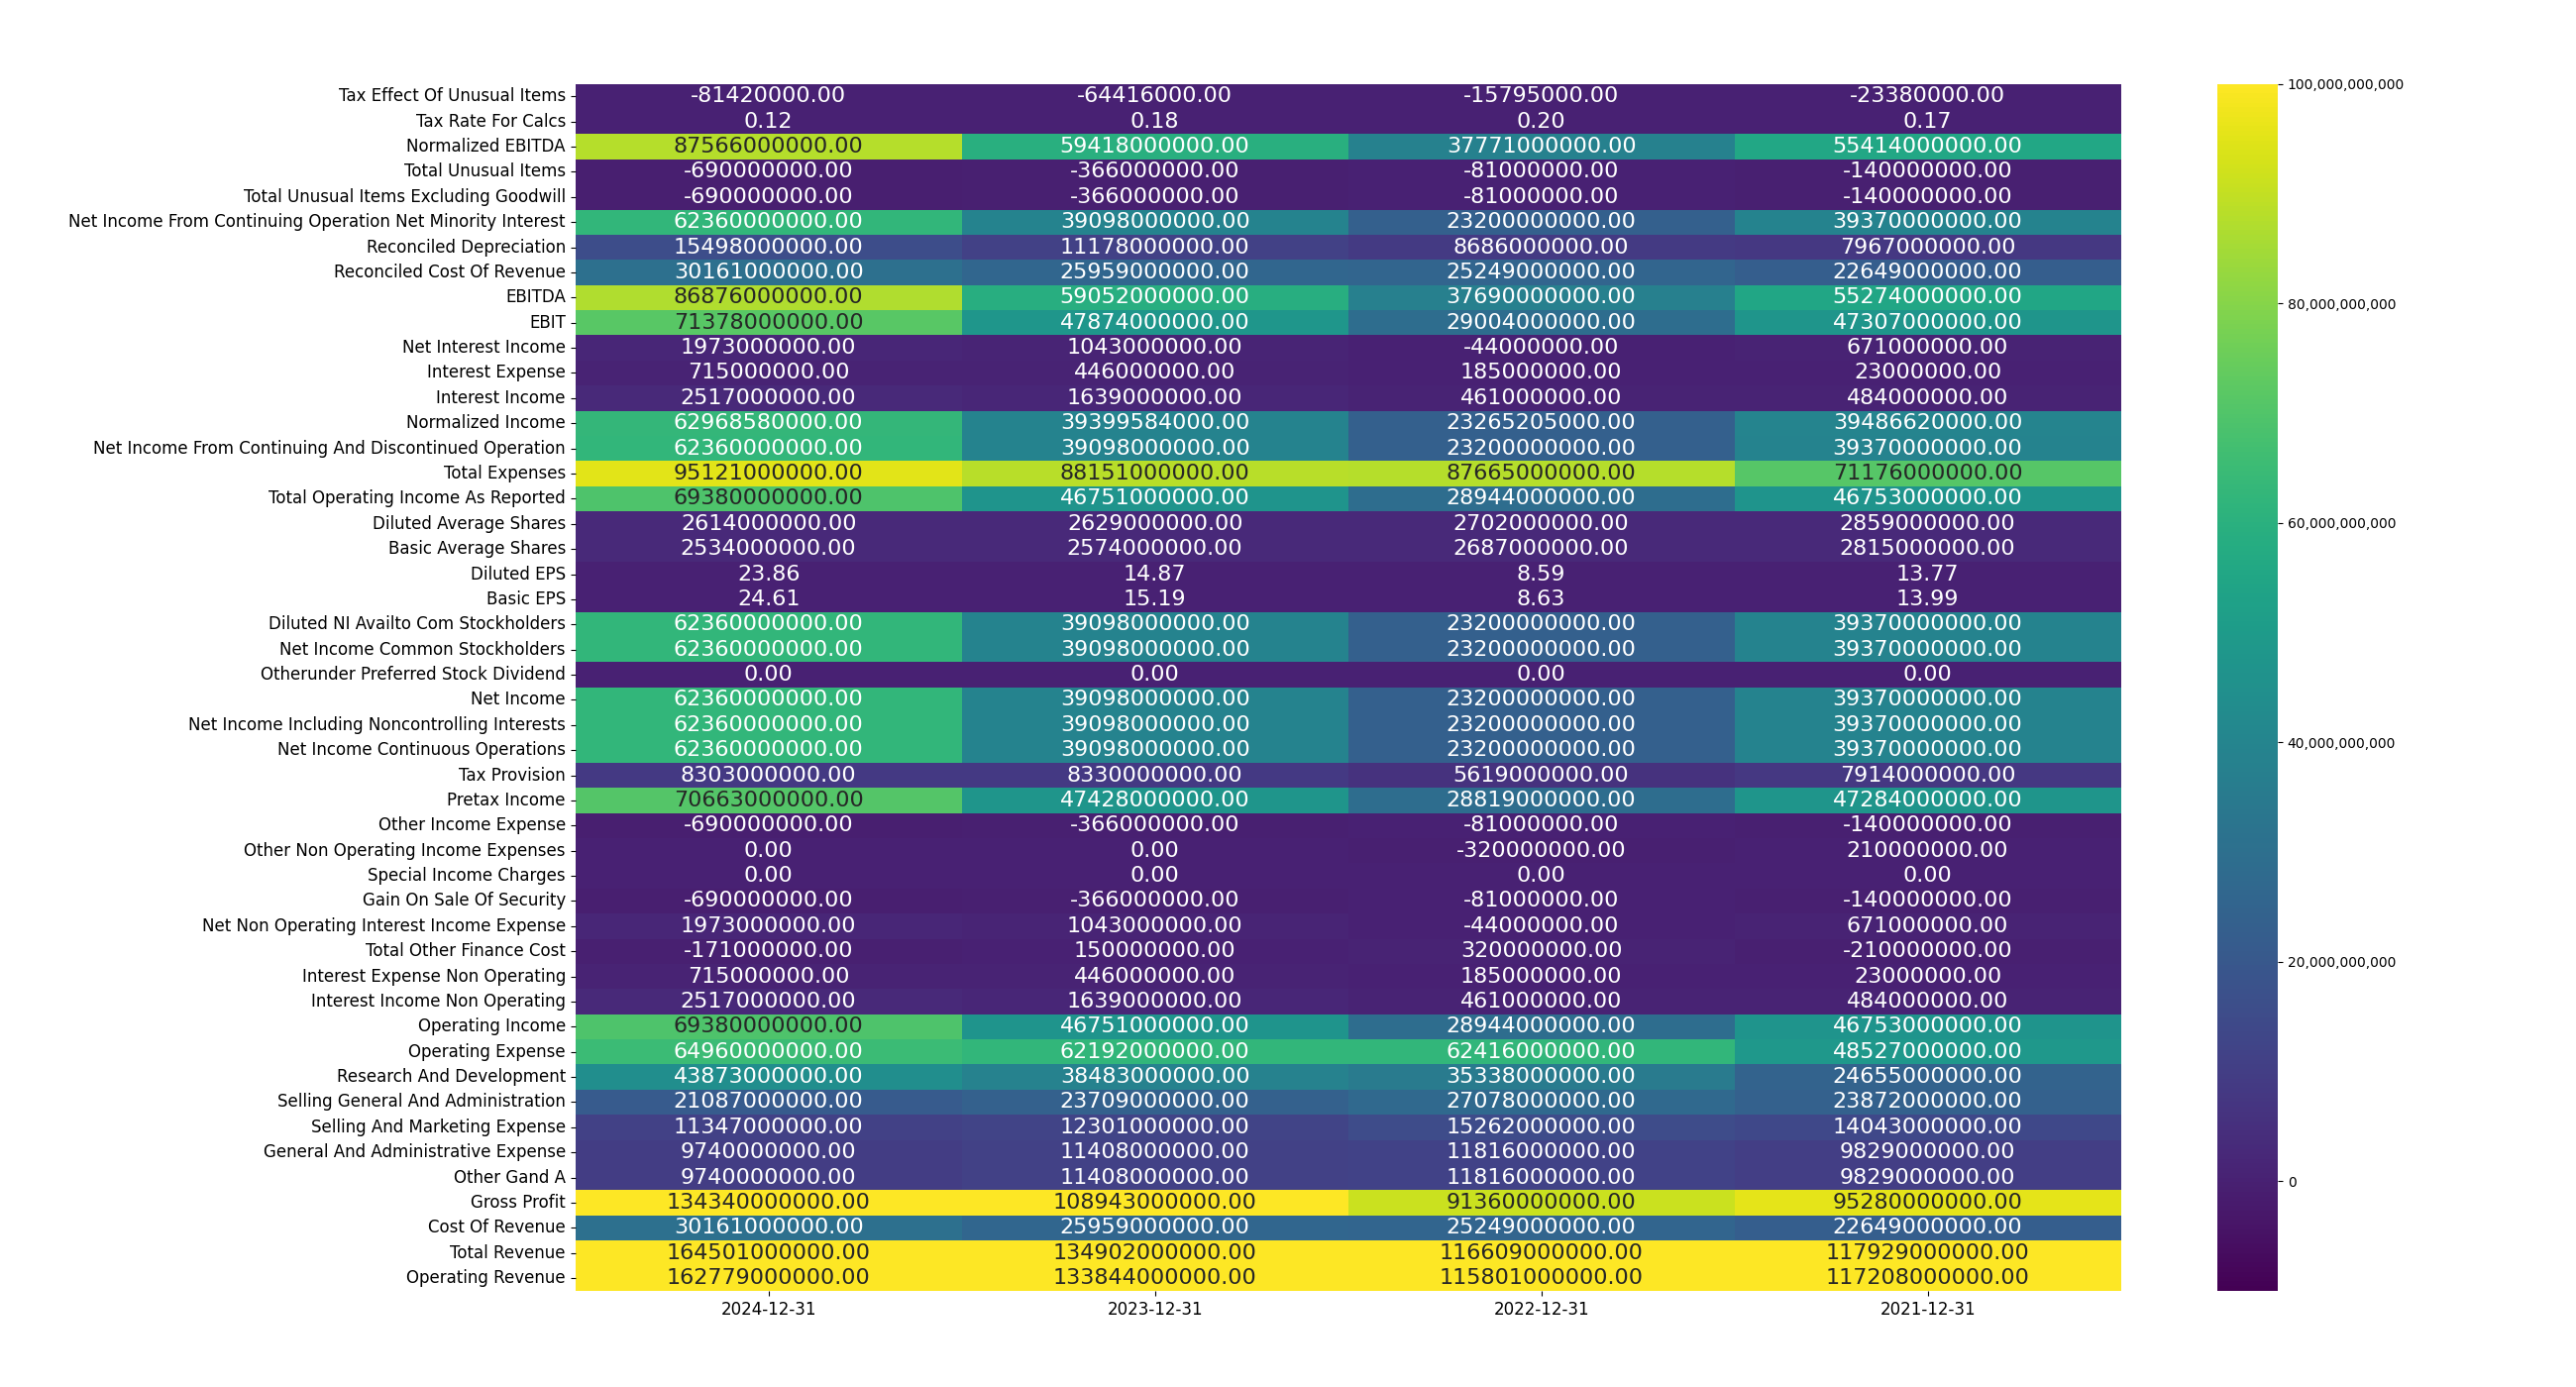 Tax Effect Of Unusual Items -81420000.00 -64416000.00 -15795000.00 -23380000.00
Tax Rate For Calcs 0.12 0.18 0.20 0.17
Normalized EBITDA 87566000000.00 59418000000.00 37771000000.00 55414000000.00
Total Unusual Items -690000000.00 -366000000.00 -81000000.00 -140000000.00
Total Unusual Items Excluding Goodwill -690000000.00 -366000000.00 -81000000.00 -140000000.00
Net Income From Continuing Operation Net Minority Interest 62360000000.00 39098000000.00 23200000000.00 39370000000.00
Reconciled Depreciation 15498000000.00 11178000000.00 8686000000.00 7967000000.00
Reconciled Cost Of Revenue 30161000000.00 25959000000.00 25249000000.00 22649000000.00
EBITDA 86876000000.00 59052000000.00 37690000000.00 55274000000.00
EBIT 71378000000.00 47874000000.00 29004000000.00 47307000000.00
Net Interest Income 1973000000.00 1043000000.00 -44000000.00 671000000.00
Interest Expense 715000000.00 446000000.00 185000000.00 23000000.00
Interest Income 2517000000.00 1639000000.00 461000000.00 484000000.00
Normalized Income 62968580000.00 39399584000.00 23265205000.00 39486620000.00
Net Income From Continuing And Discontinued Operation 62360000000.00 39098000000.00 23200000000.00 39370000000.00
Total Expenses 95121000000.00 88151000000.00 87665000000.00 71176000000.00
Total Operating Income As Reported 69380000000.00 46751000000.00 28944000000.00 46753000000.00
Diluted Average Shares 2614000000.00 2629000000.00 2702000000.00 2859000000.00
Basic Average Shares 2534000000.00 2574000000.00 2687000000.00 2815000000.00
Diluted EPS 23.86 14.87 8.59 13.77
Basic EPS 24.61 15.19 8.63 13.99
Diluted NI Availto Com Stockholders 62360000000.00 39098000000.00 23200000000.00 39370000000.00
Net Income Common Stockholders 62360000000.00 39098000000.00 23200000000.00 39370000000.00
Otherunder Preferred Stock Dividend 0.00 0.00 0.00 0.00
Net Income 62360000000.00 39098000000.00 23200000000.00 39370000000.00
Net Income Including Noncontrolling Interests 62360000000.00 39098000000.00 23200000000.00 39370000000.00
Net Income Continuous Operations 62360000000.00 39098000000.00 23200000000.00 39370000000.00
Tax Provision 8303000000.00 8330000000.00 5619000000.00 7914000000.00
Pretax Income 70663000000.00 47428000000.00 28819000000.00 47284000000.00
Other Income Expense -690000000.00 -366000000.00 -81000000.00 -140000000.00
Other Non Operating Income Expenses 0.00 0.00 -320000000.00 210000000.00
Special Income Charges 0.00 0.00 0.00 0.00
Gain On Sale Of Security -690000000.00 -366000000.00 -81000000.00 -140000000.00
Net Non Operating Interest Income Expense 1973000000.00 1043000000.00 -44000000.00 671000000.00
Total Other Finance Cost -171000000.00 150000000.00 320000000.00 -210000000.00
Interest Expense Non Operating 715000000.00 446000000.00 185000000.00 23000000.00
Interest Income Non Operating 2517000000.00 1639000000.00 461000000.00 484000000.00
Operating Income 69380000000.00 46751000000.00 28944000000.00 46753000000.00
Operating Expense 64960000000.00 62192000000.00 62416000000.00 48527000000.00
Research And Development 43873000000.00 38483000000.00 35338000000.00 24655000000.00
Selling General And Administration 21087000000.00 23709000000.00 27078000000.00 23872000000.00
Selling And Marketing Expense 11347000000.00 12301000000.00 15262000000.00 14043000000.00
General And Administrative Expense 9740000000.00 11408000000.00 11816000000.00 9829000000.00
Other Gand A 9740000000.00 11408000000.00 11816000000.00 9829000000.00
Gross Profit 134340000000.00 108943000000.00 91360000000.00 95280000000.00
Cost Of Revenue 30161000000.00 25959000000.00 25249000000.00 22649000000.00
Total Revenue 164501000000.00 134902000000.00 116609000000.00 117929000000.00
Operating Revenue 162779000000.00 133844000000.00 115801000000.00 117208000000.00
2024-12-31 2023-12-31 2022-12-31 2021-12-31
100,000,000,000
80,000,000,000
60,000,000,000
40,000,000,000
20,000,000,000
0